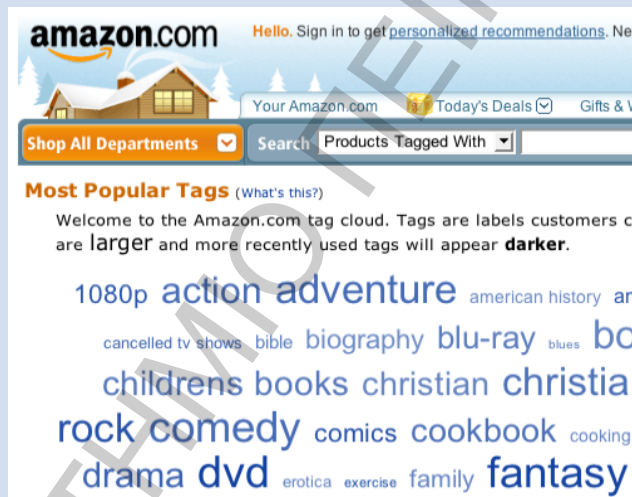 amazon.com
Hello. Sign in to get personalized recommendations. Ne
Your Amazon.com Today's Deals Gifts &
Shop All Departments Search Products Tagged With
Most Popular Tags (What's this?)
Welcome to the Amazon.com tag cloud. Tags are labels customers c
are larger and more recently used tags will appear darker.
1080p action adventure american history
cancelled tv shows bible biography blu-ray blues
childrens books christian christia
rock comedy comics cookbook cooking
drama dvd erotica exercise family fantasy